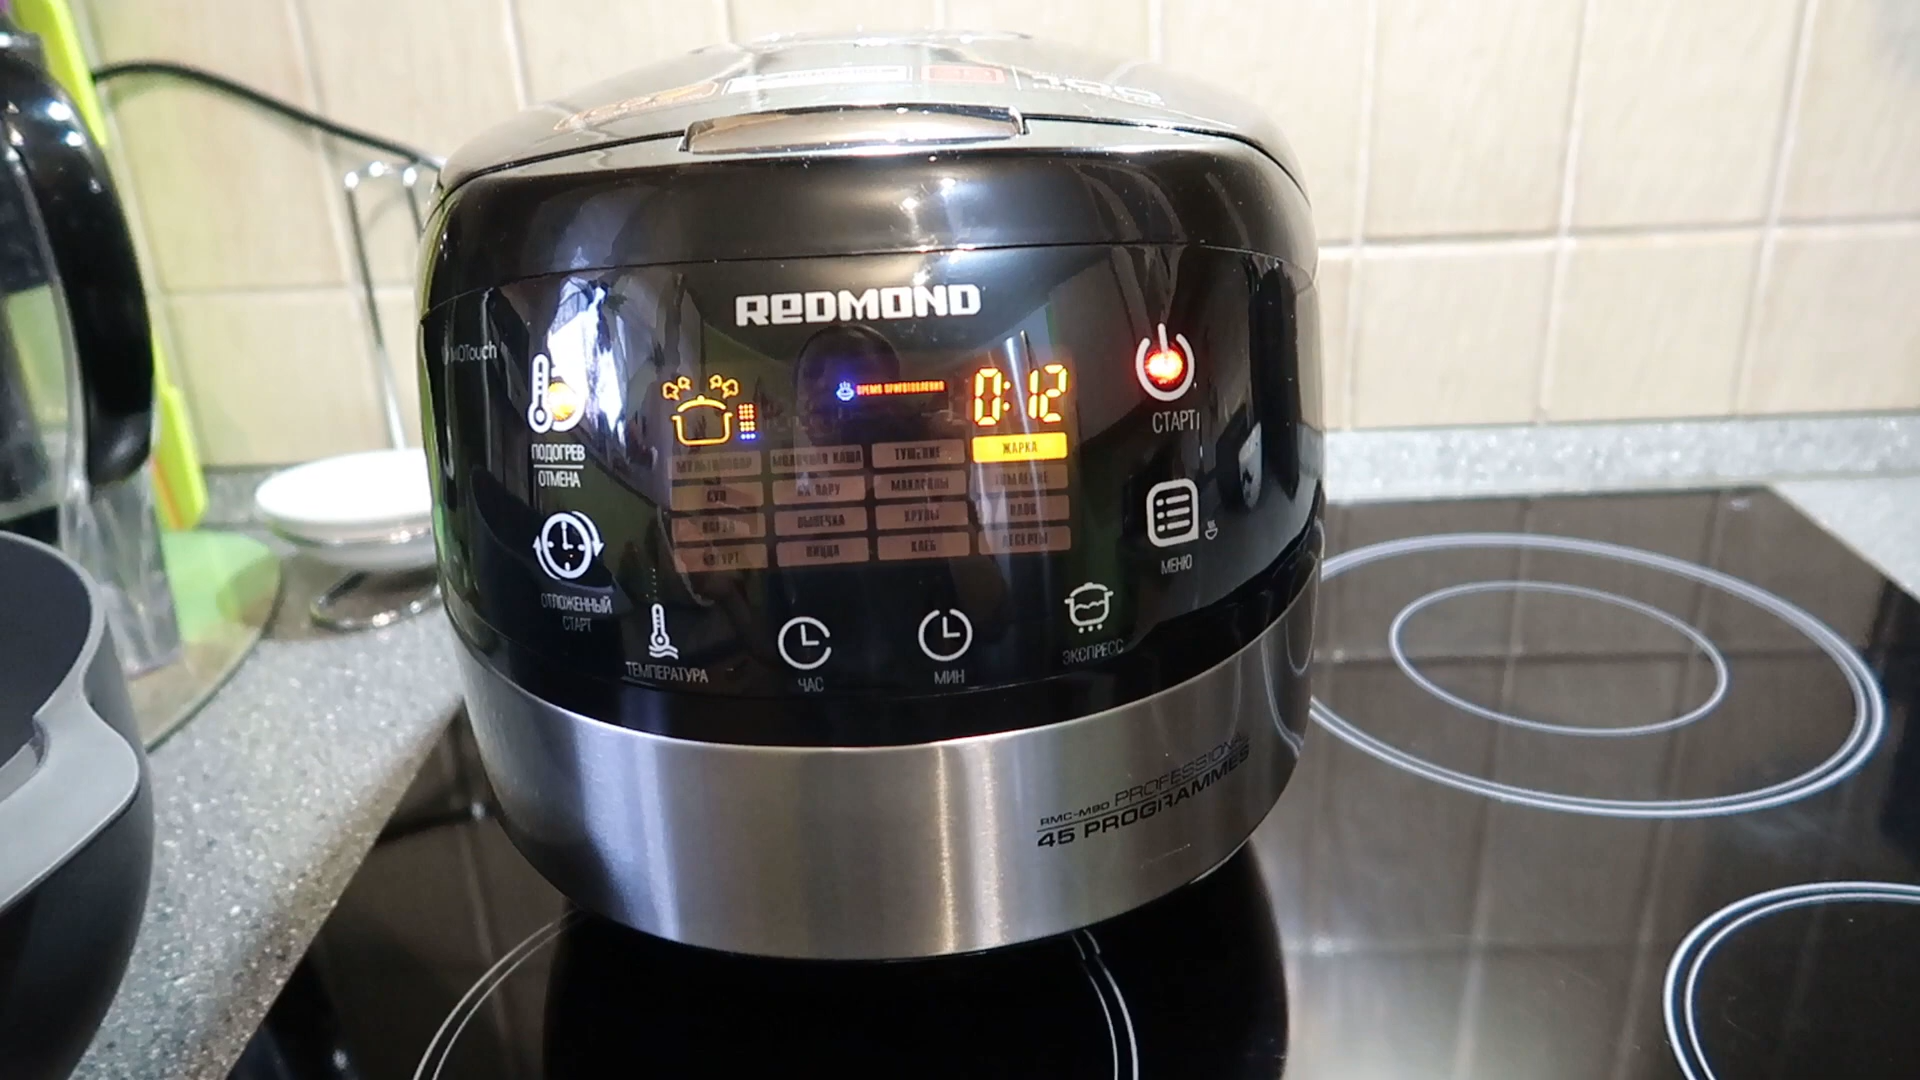 REDMOND
MOTouch
ВРЕМЯ ПРИГОТОВЛЕНИЯ
0:12
СТАРТ
ПОДОГРЕВ
ОТМЕНА
МУЛЬТИПОВАР МОЛОЧНАЯ КАША ТУШЕНИЕ ЖАРКА
СУП НА ПАРУ МАКАРОНЫ ТОМЛЕНИЕ
ВАРКА ВЫПЕЧКА КРУПЫ ПЛОВ
ЙОГУРТ ПИЦЦА ХЛЕБ ДЕСЕРТЫ
ОТЛОЖЕННЫЙ
СТАРТ
МЕНЮ
ТЕМПЕРАТУРА
ЧАС
МИН
ЭКСПРЕСС
RMC-M90 PROFESSIONAL
45 PROGRAMMES